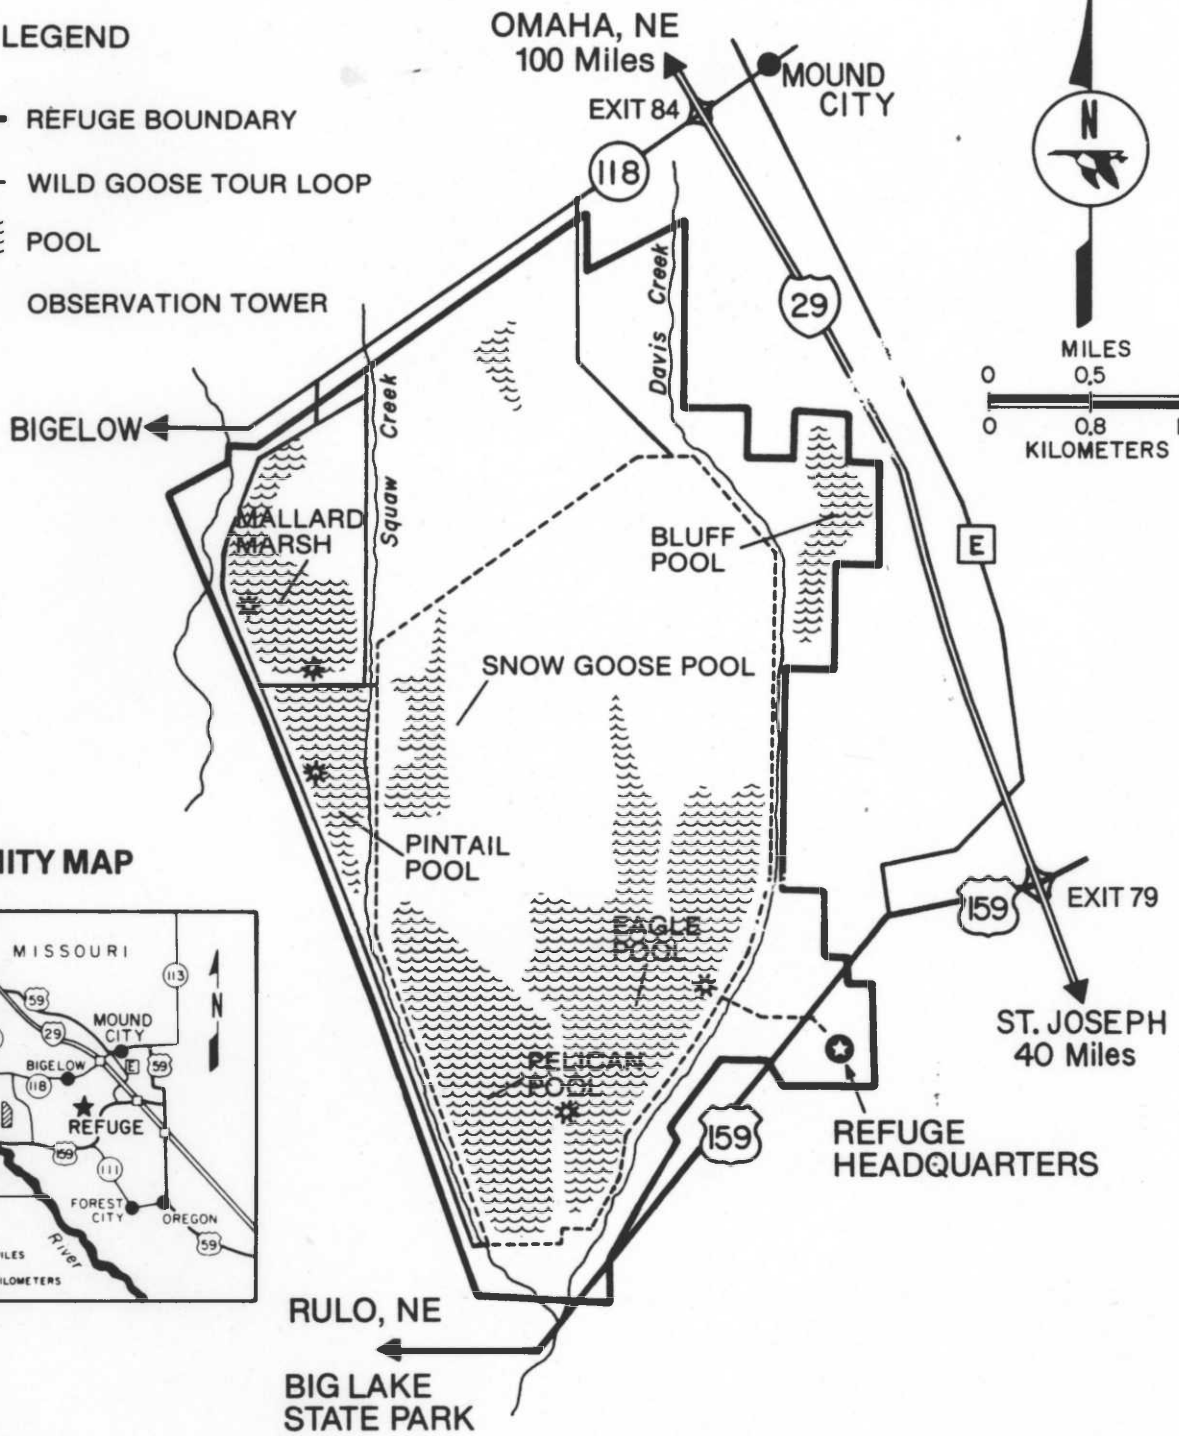 LEGEND
REFUGE BOUNDARY
WILD GOOSE TOUR LOOP
POOL
OBSERVATION TOWER
OMAHA, NE
100 Miles
MOUND
CITY
EXIT 84
118
N
29
MILES
0 0.5
0 0.8
KILOMETERS
Davis Creek
Squaw Creek
BIGELOW
MALLARD
MARSH
BLUFF
POOL
E
SNOW GOOSE POOL
PINTAIL
POOL
EAGLE
POOL
PELICAN
POOL
159
EXIT 79
ST. JOSEPH
40 Miles
159
REFUGE
HEADQUARTERS
RULO, NE
BIG LAKE
STATE PARK
NITY MAP
MISSOURI
113
N
59
29
MOUND
CITY
BIGELOW
118
E
59
REFUGE
159
111
FOREST
CITY
OREGON
59
River
ILES
ILOMETERS